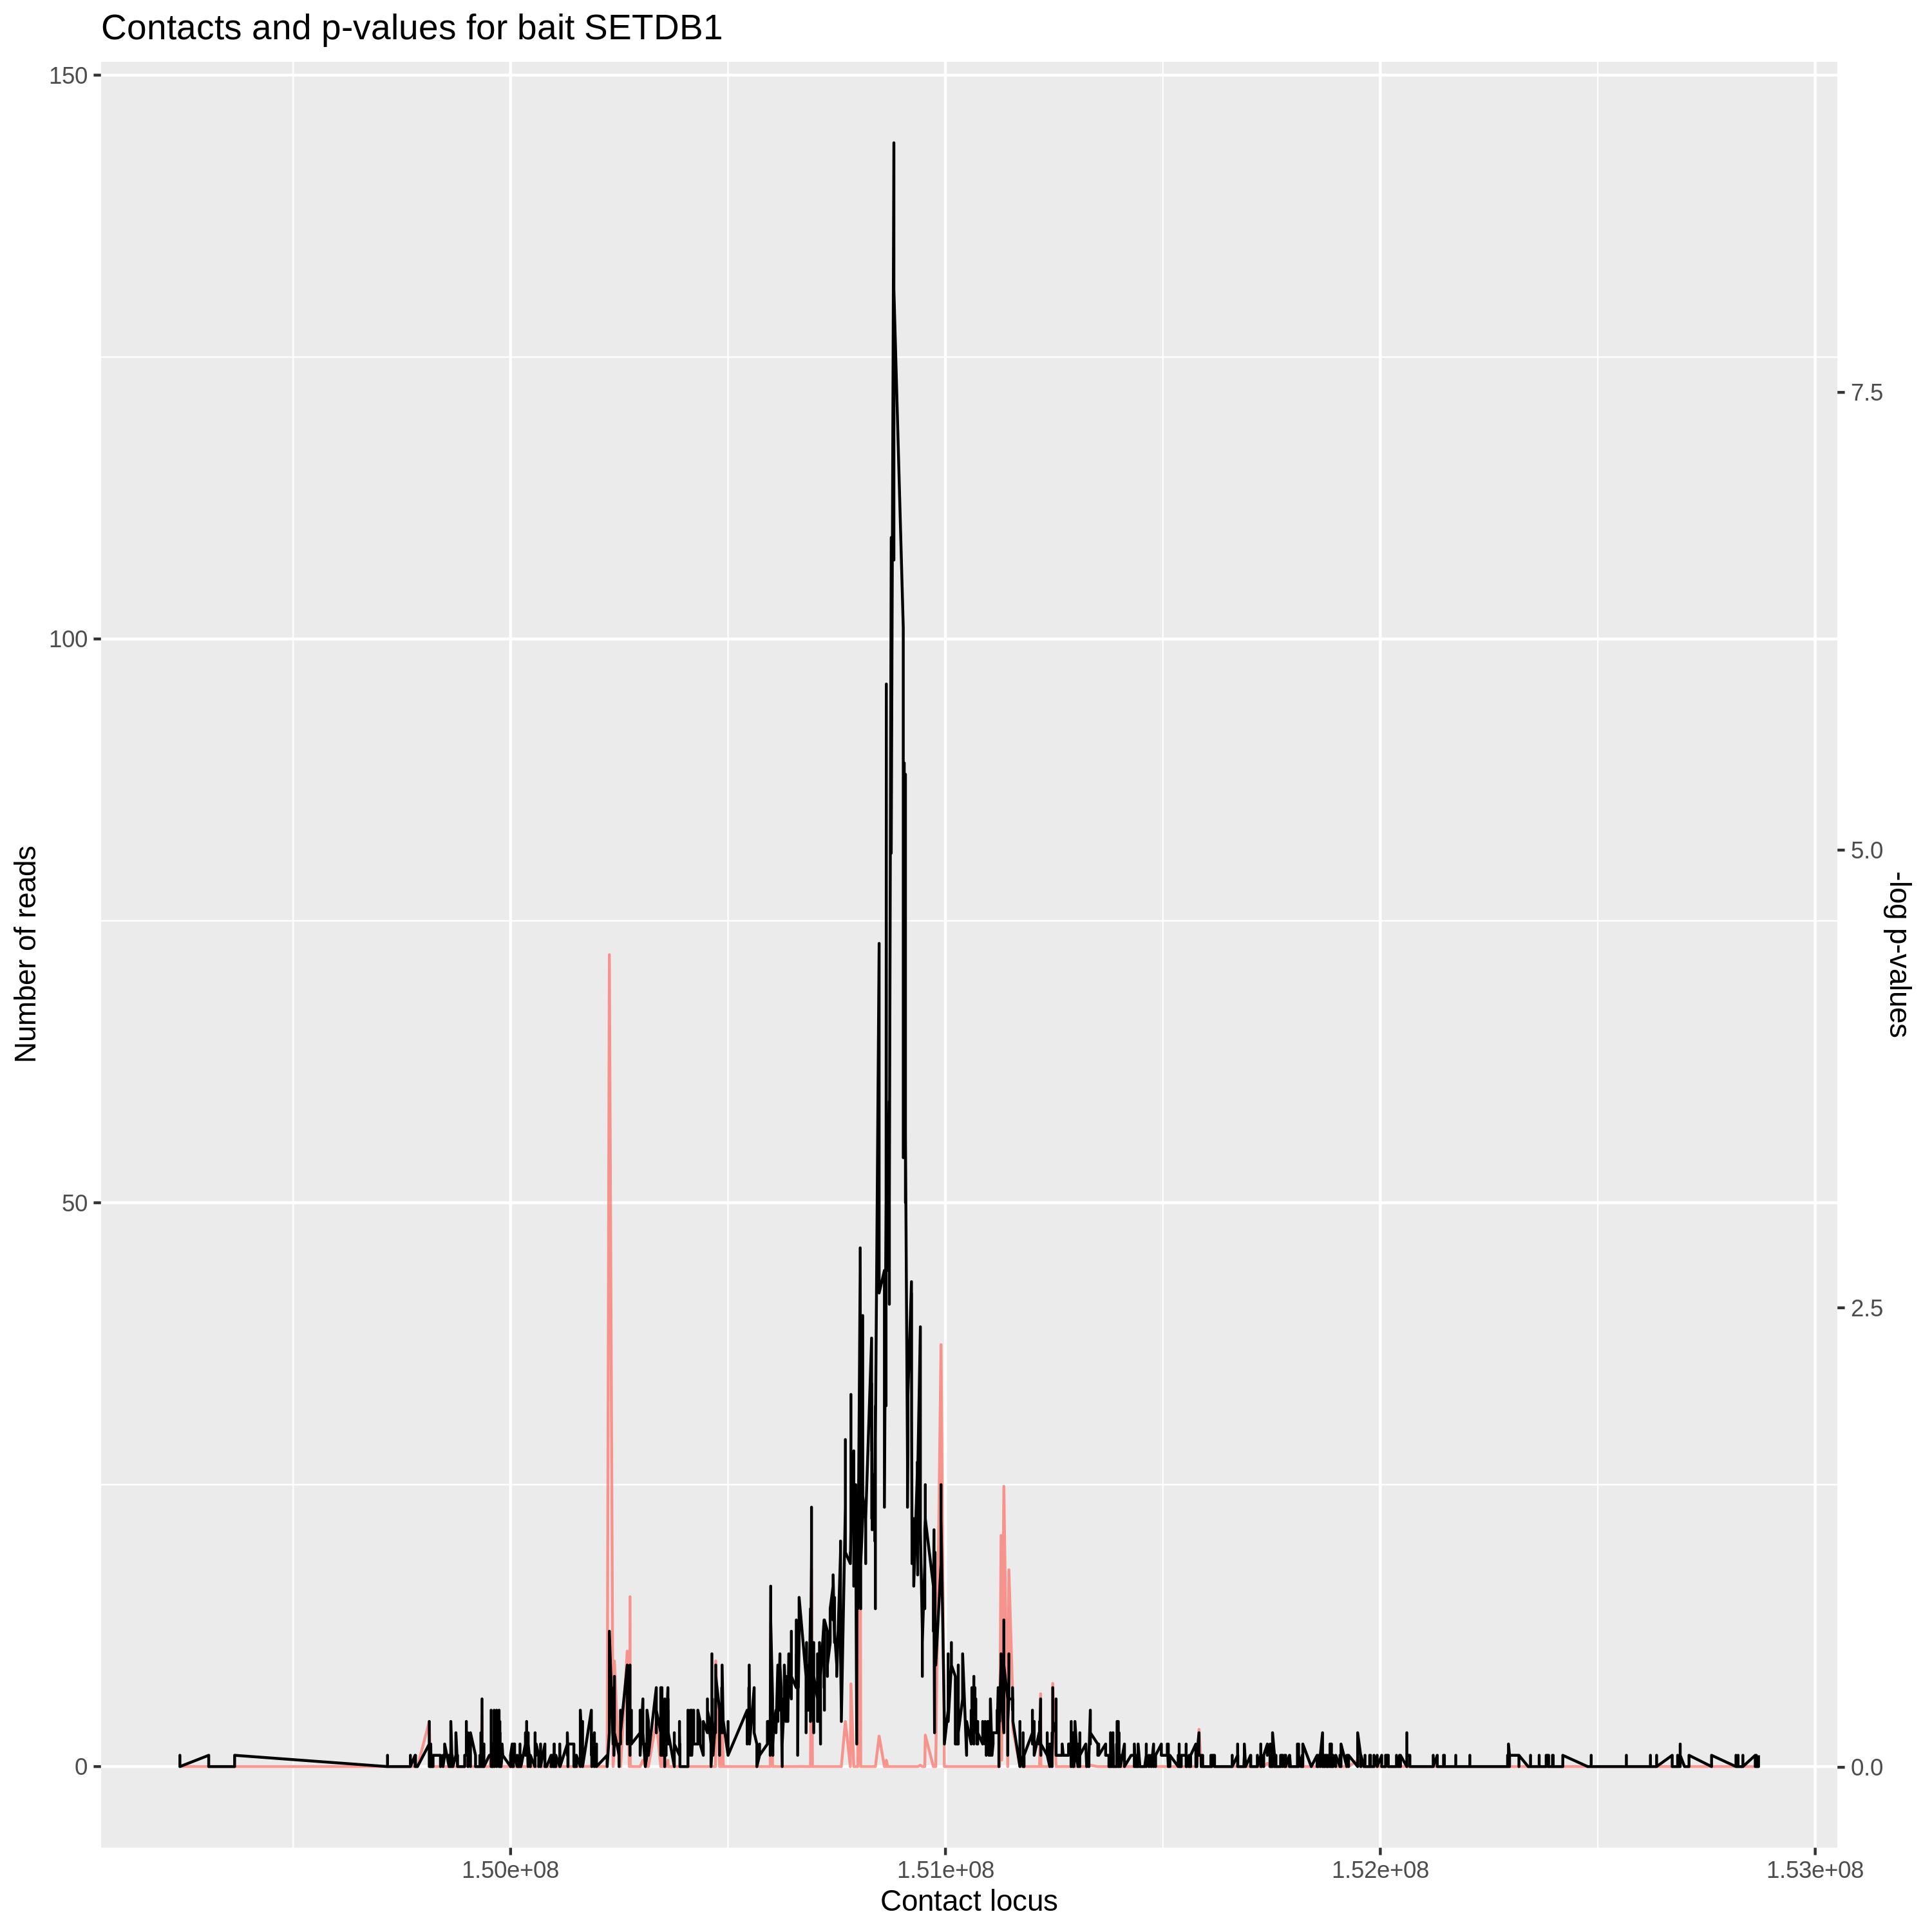 Contacts and p-values for bait SETDB1
150
100
50
0
Number of reads
7.5
5.0
2.5
0.0
-log p-values
1.50e+08
1.51e+08
1.52e+08
1.53e+08
Contact locus